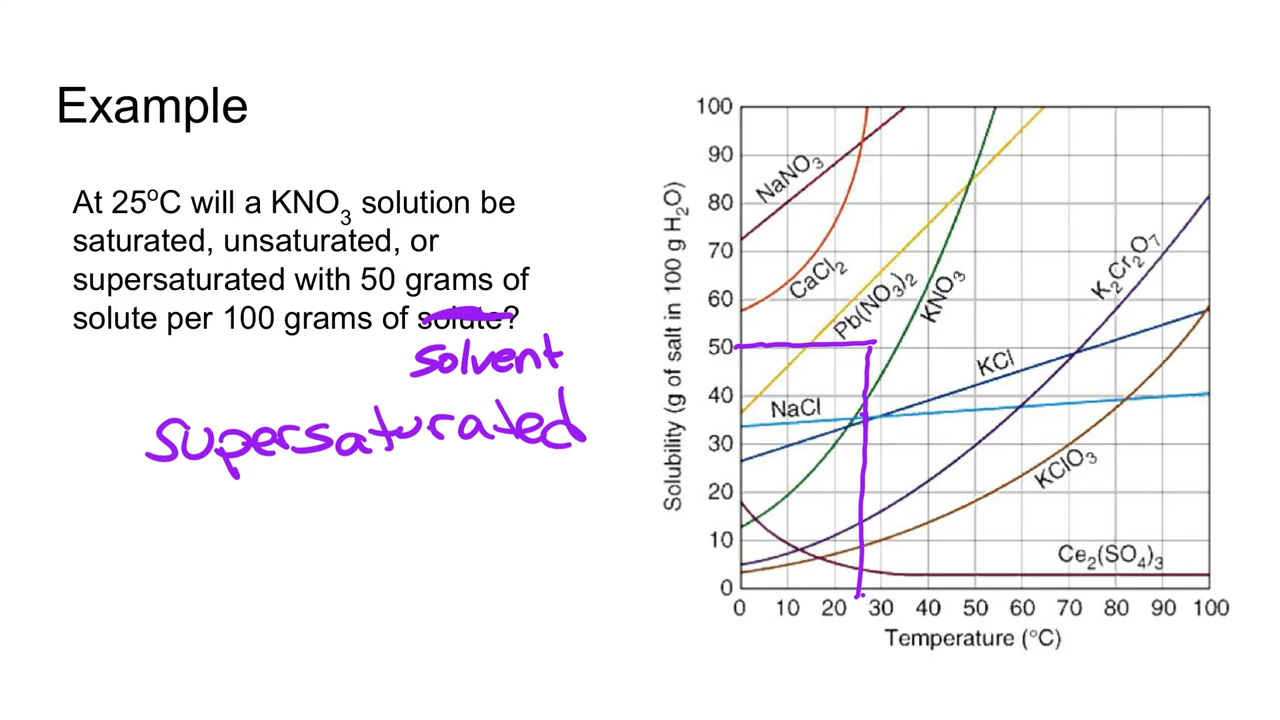 Example
At 25ºC will a KNO₃ solution be
saturated, unsaturated, or
supersaturated with 50 grams of
solute per 100 grams of solute?
solvent
supersaturated
Solubility (g of salt in 100 g H₂O)
100
90
80
70
60
50
40
30
20
10
0
NaNO₃
CaCl₂
Pb(NO₃)₂
KNO₃
K₂Cr₂O₇
KCl
NaCl
KClO₃
Ce₂(SO₄)₃
0 10 20 30 40 50 60 70 80 90 100
Temperature (°C)